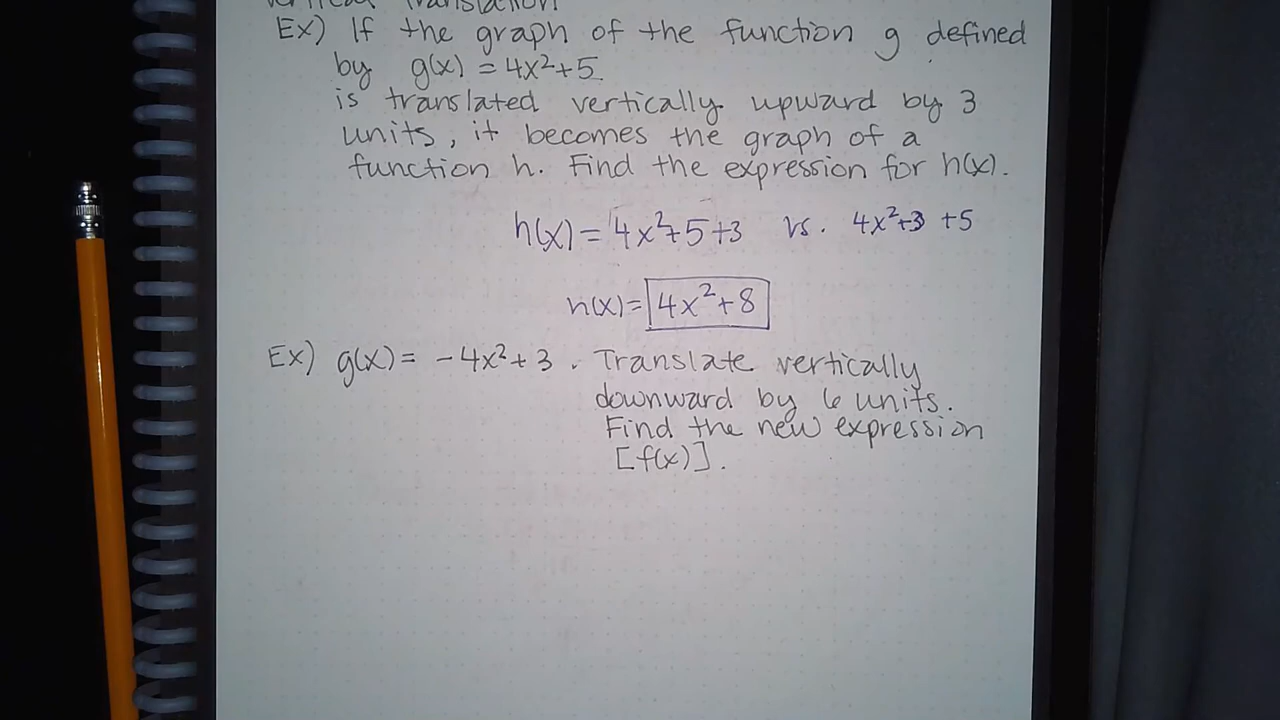 Vertical Translation
Ex) If the graph of the function g defined
by g(x) = 4x²+5.
is translated vertically upward by 3
units, it becomes the graph of a
function h. Find the expression for h(x).
h(x) = 4x²+5+3 vs. 4x²+3 +5
h(x)= 4x²+8
Ex) g(x) = -4x²+3. Translate vertically
downward by 6 units.
Find the new expression
[f(x)].